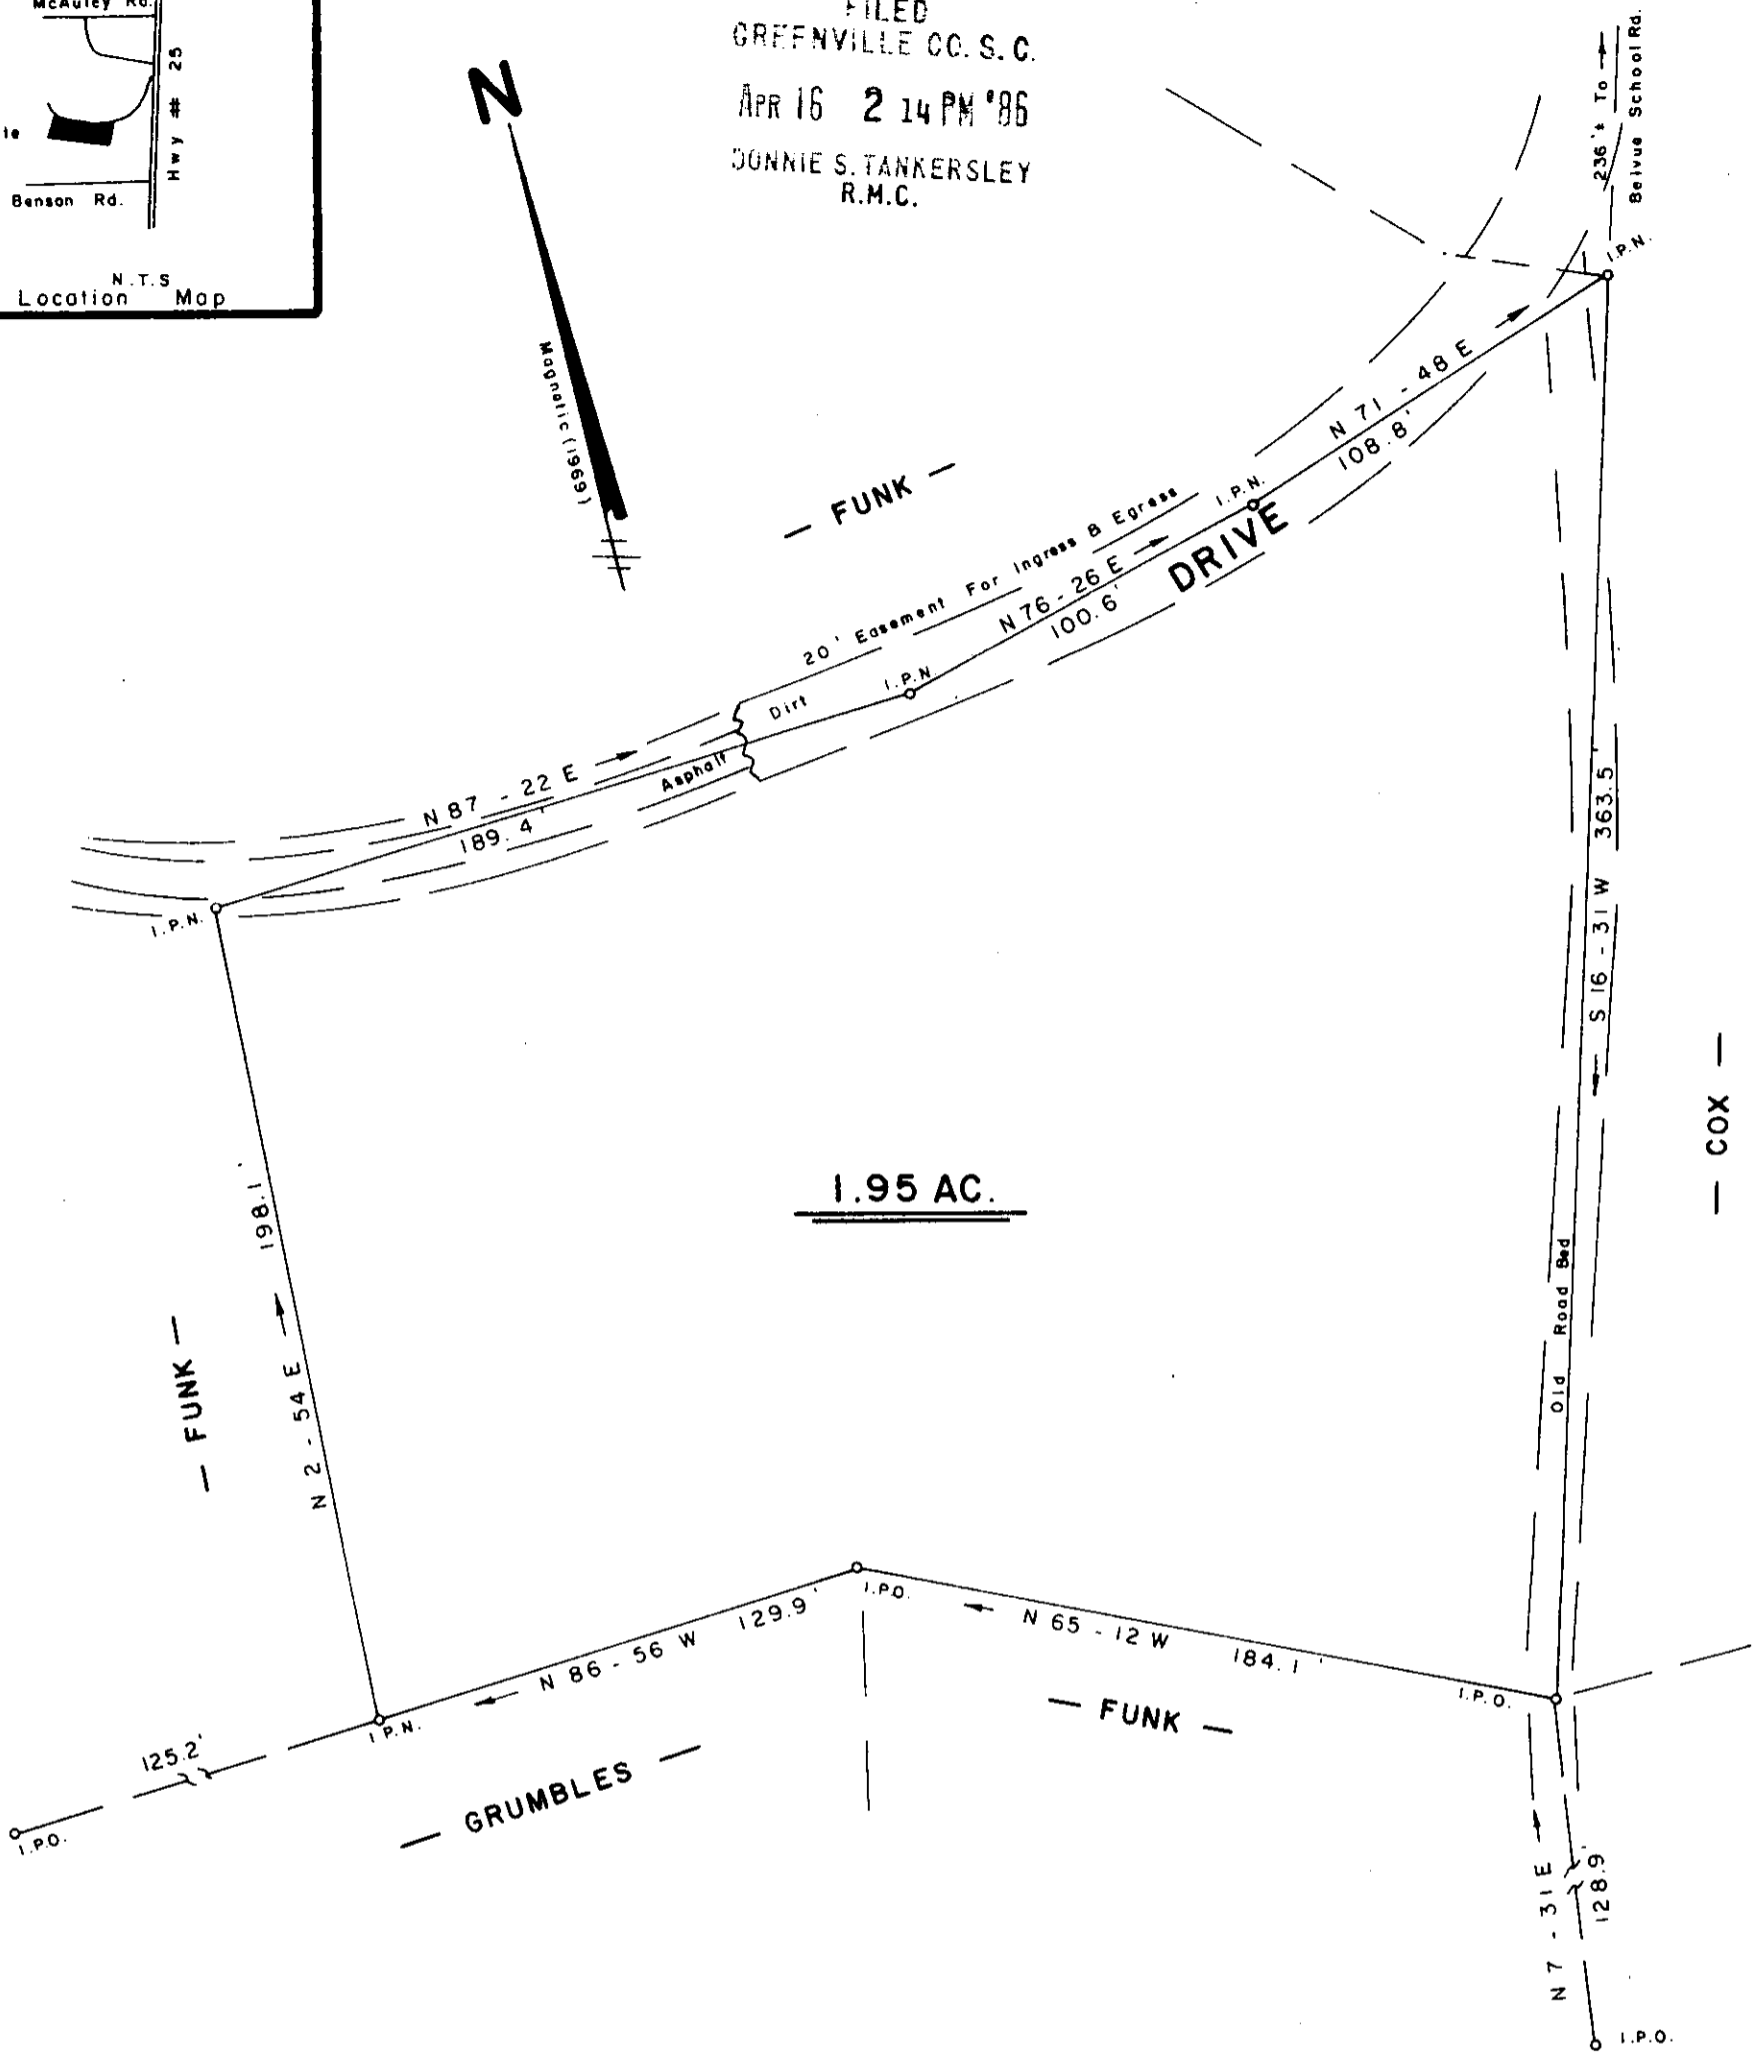 McAuley Rd.
Hwy # 25
Benson Rd.
N.T.S
Location Map
FILED
GREENVILLE CO. S. C.
APR 16 2 14 PM '86
DONNIE S. TANKERSLEY
R.M.C.
N
Magnetic (1969)
236'± To
Belvue School Rd.
I.P.N.
N 71 - 48 E
108.8'
— FUNK —
20' Easement For Ingress & Egress
I.P.N.
N 76 - 26 E
100.6'
DRIVE
I.P.N.
Dirt
Asphalt
N 87 - 22 E
189.4'
I.P.N.
S 16 - 31 W 363.5'
— COX —
1.95 AC.
Old Road Bed
198.1'
N 2 - 54 E
— FUNK —
I.P.O.
N 86 - 56 W 129.9'
N 65 - 12 W 184.1'
I.P.O.
— FUNK —
I.P.N.
125.2'
— GRUMBLES —
I.P.O.
N 7 - 31 E
128.9'
I.P.O.